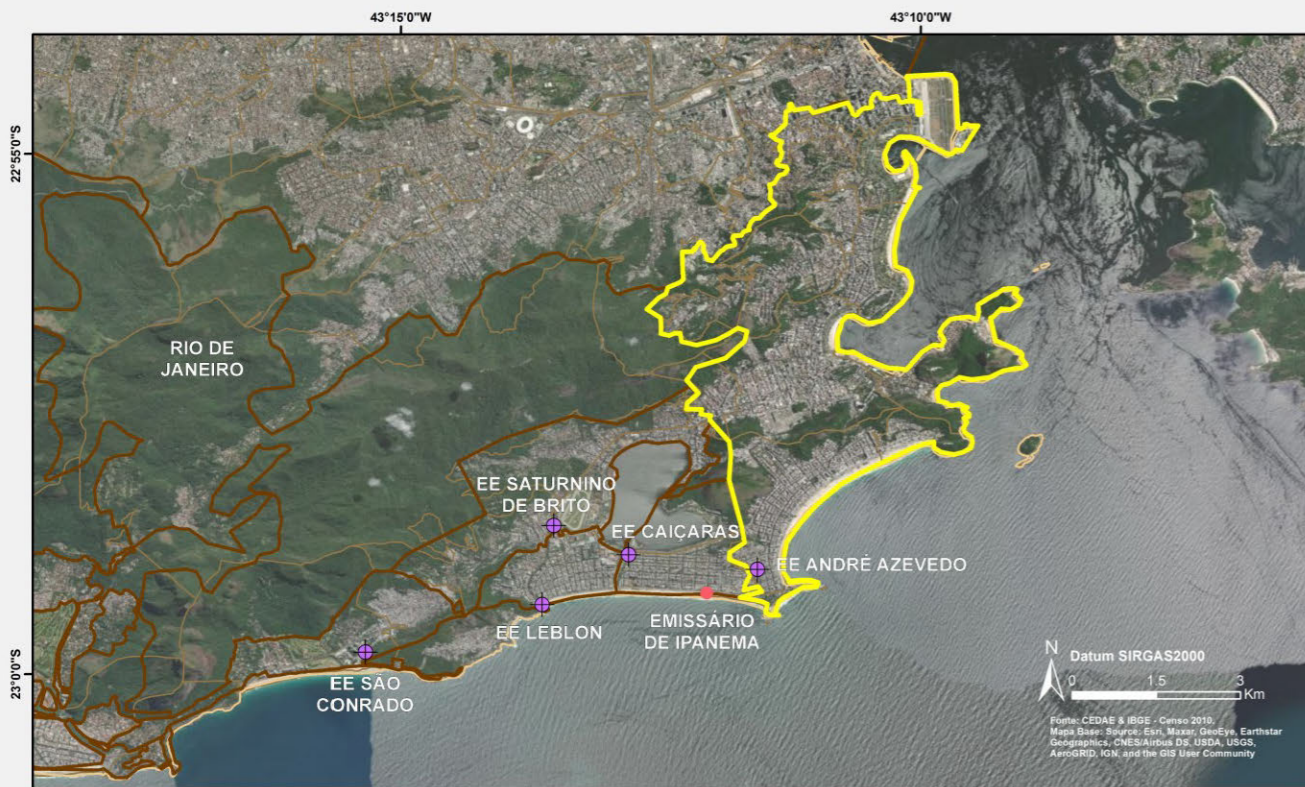 43°15'0"W
43°10'0"W
22°55'0"S
RIO DE
JANEIRO
EE SATURNINO
DE BRITO
EE CAIÇARAS
EE ANDRÉ AZEVEDO
EE LEBLON
EMISSÁRIO
DE IPANEMA
23°0'0"S
EE SÃO
CONRADO
N
Datum SIRGAS2000
0 1.5 3
Km
Fonte: CEDAE & IBGE - Censo 2010.
Mapa Base: Source: Esri, Maxar, GeoEye, Earthstar
Geographics, CNES/Airbus DS, USDA, USGS,
AeroGRID, IGN, and the GIS User Community